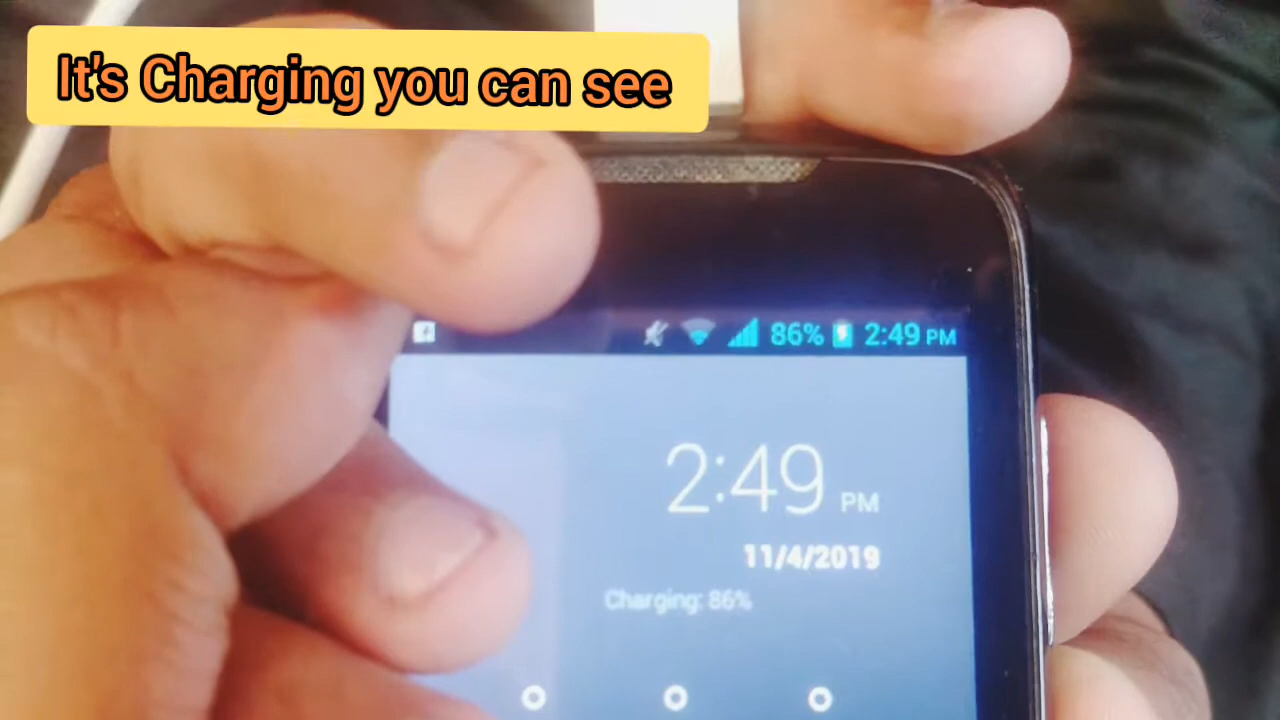 It's Charging you can see
86% 2:49 PM
2:49 PM
11/4/2019
Charging: 86%